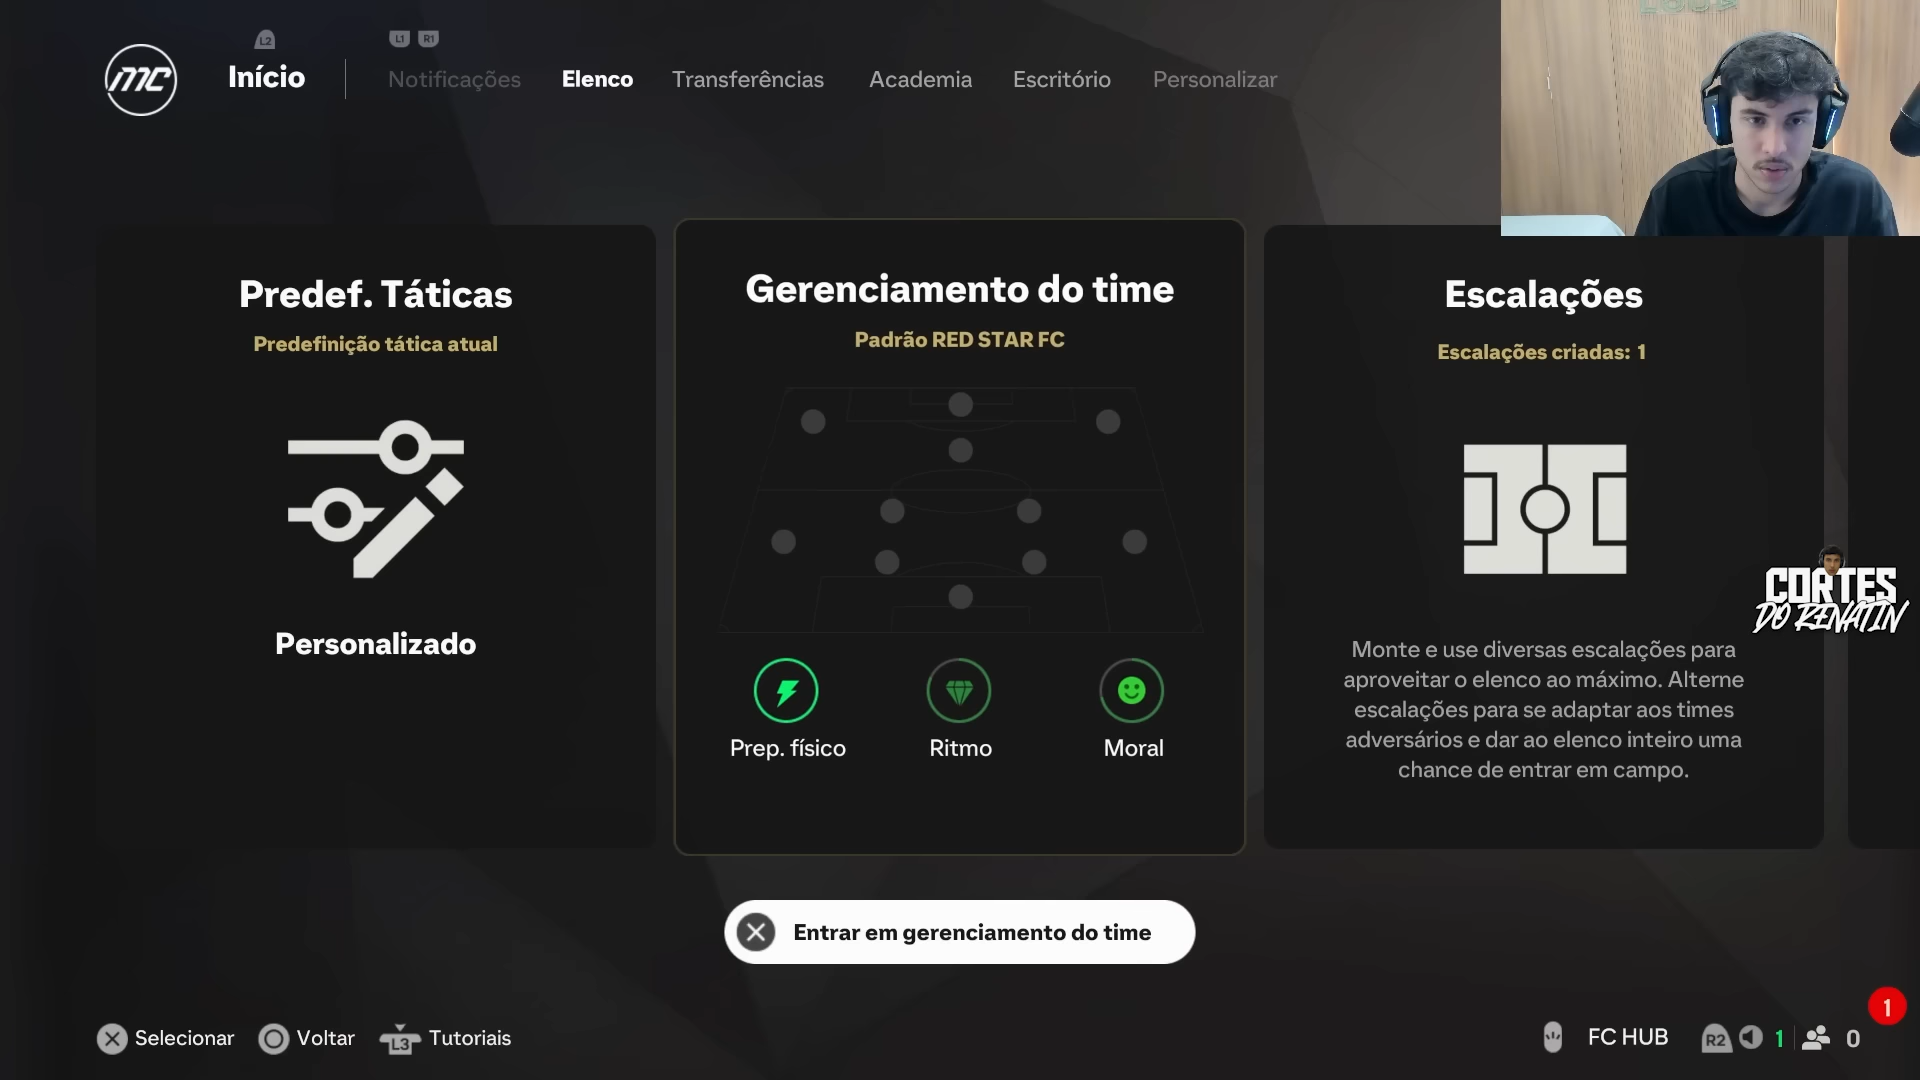 L2
L1 R1
MC
Início
Notificações
Elenco
Transferências
Academia
Escritório
Personalizar
Predef. Táticas
Predefinição tática atual
Personalizado
Gerenciamento do time
Padrão RED STAR FC
Prep. físico
Ritmo
Moral
Escalações
Escalações criadas: 1
Monte e use diversas escalações para
aproveitar o elenco ao máximo. Alterne
escalações para se adaptar aos times
adversários e dar ao elenco inteiro uma
chance de entrar em campo.
CORTES
DO RENATIN
Entrar em gerenciamento do time
Selecionar
Voltar
L3 Tutoriais
FC HUB
R2 1
0
1